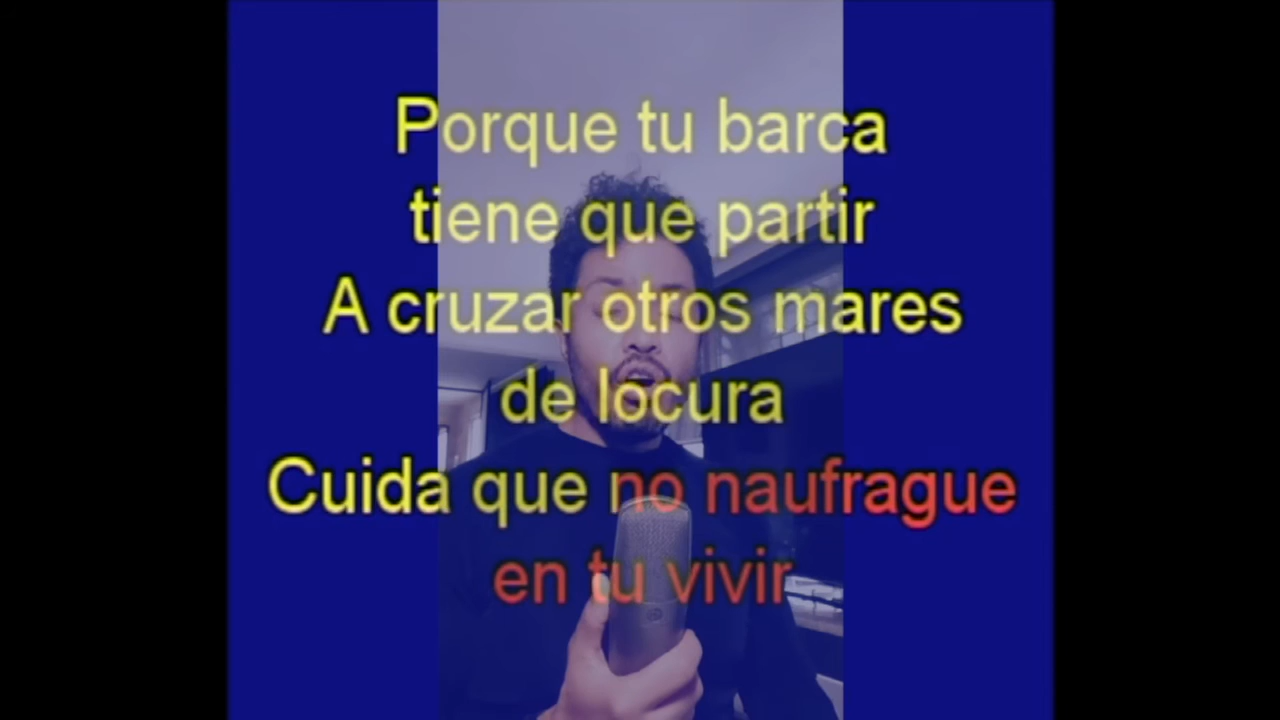 Porque tu barca
tiene que partir
A cruzar otros mares
de locura
Cuida que no naufrague
en tu vivir